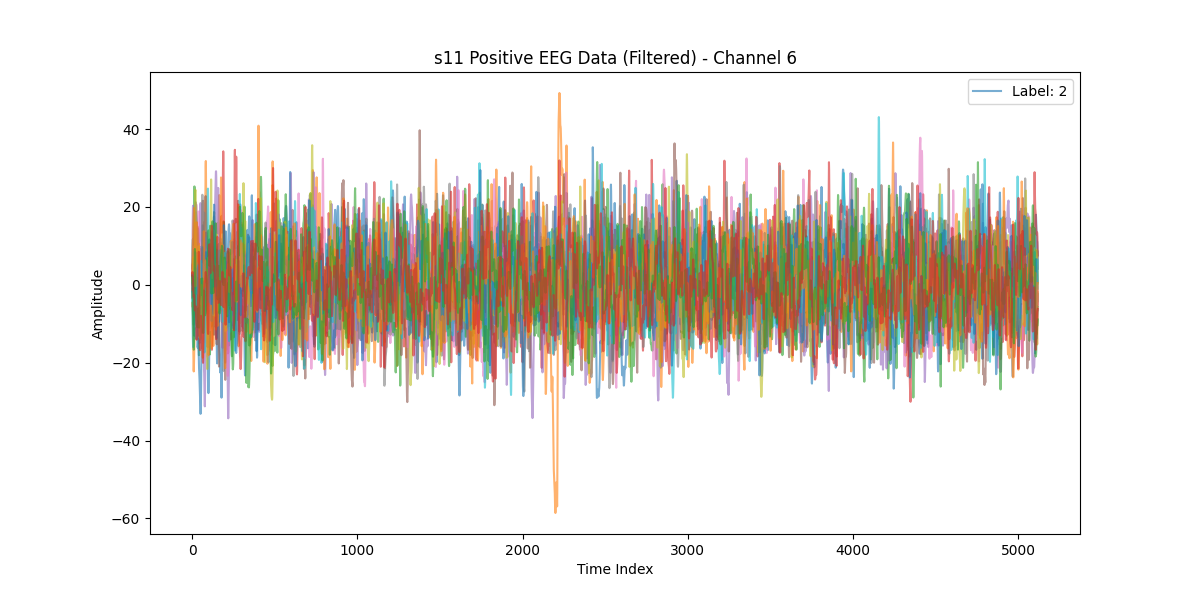 s11 Positive EEG Data (Filtered) - Channel 6
Label: 2
Amplitude
40
20
0
−20
−40
−60
0 1000 2000 3000 4000 5000
Time Index